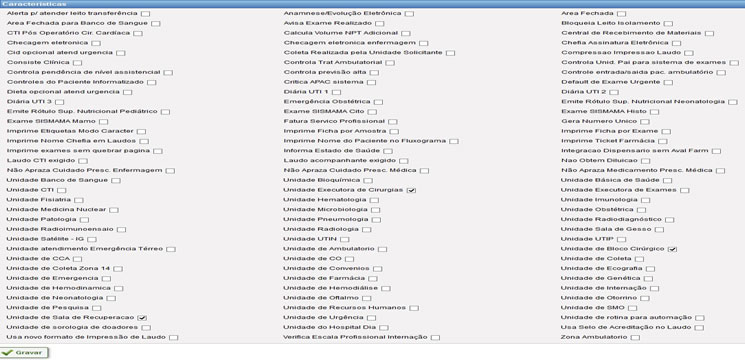 Características
Alerta p/ atender leito transferência Anamnese/Evolução Eletrônica Area Fechada
Area Fechada para Banco de Sangue Avisa Exame Realizado Bloqueia Leito Isolamento
CTI Pós Operatório Cir. Cardíaca Calcula Volume NPT Adicional Central de Recebimento de Materiais
Checagem eletronica Checagem eletronica enfermagem Chefia Assinatura Eletrônica
Cid opcional atend urgencia Coleta Realizada pela Unidade Solicitante Compressao Impressao Laudo
Consiste Clínica Controla Trat Ambulatorial Controla Unid. Pai para sistema de exames
Controla pendência de nível assistencial Controla previsão alta Controle entrada/saida pac. ambulatório
Controles do Paciente Informatizado Critica APAC sistema Default de Exame Urgente
Dieta opcional atend urgencia Diária UTI 1 Diária UTI 2
Diária UTI 3 Emergência Obstétrica Emite Rótulo Sup. Nutricional Neonatologia
Emite Rótulo Sup. Nutricional Pediátrico Exame SISMAMA Cito Exame SISMAMA Histo
Exame SISMAMA Mamo Fatura Servico Profissional Gera Numero Unico
Imprime Etiquetas Modo Caracter Imprime Ficha por Amostra Imprime Ficha por Exame
Imprime Nome Chefia em Laudos Imprime Nome do Paciente no Fluxograma Imprime Ticket Farmácia
Imprime exames sem quebrar pagina Informa Estado de Saúde Integracao Dispensario sem Aval Farm
Laudo CTI exigido Laudo acompanhante exigido Nao Obtem Diluicao
Não Apraza Cuidado Presc. Enfermagem Não Apraza Cuidado Presc. Médica Não Apraza Medicamento Presc. Médica
Unidade Banco de Sangue Unidade Bioquímica Unidade Básica de Saúde
Unidade CTI Unidade Executora de Cirurgias Unidade Executora de Exames
Unidade Fisiatria Unidade Hematologia Unidade Imunologia
Unidade Medicina Nuclear Unidade Microbiologia Unidade Obstétrica
Unidade Patologia Unidade Pneumologia Unidade Radiodiagnóstico
Unidade Radioimunoensaio Unidade Radiologia Unidade Sala de Gesso
Unidade Satélite - IG Unidade UTIN Unidade UTIP
Unidade atendimento Emergência Térreo Unidade de Ambulatorio Unidade de Bloco Cirúrgico
Unidade de CCA Unidade de CO Unidade de Coleta
Unidade de Coleta Zona 14 Unidade de Convenios Unidade de Ecografia
Unidade de Emergencia Unidade de Farmácia Unidade de Genética
Unidade de Hemodinamica Unidade de Hemodiálise Unidade de Internação
Unidade de Neonatologia Unidade de Oftalmo Unidade de Otorrino
Unidade de Pesquisa Unidade de Recursos Humanos Unidade de SMO
Unidade de Sala de Recuperacao Unidade de Urgência Unidade de rotina para automação
Unidade de sorologia de doadores Unidade do Hospital Dia Usa Selo de Acreditação no Laudo
Usa novo formato de Impressão de Laudo Verifica Escala Profissional Internação Zona Ambulatorio
Gravar